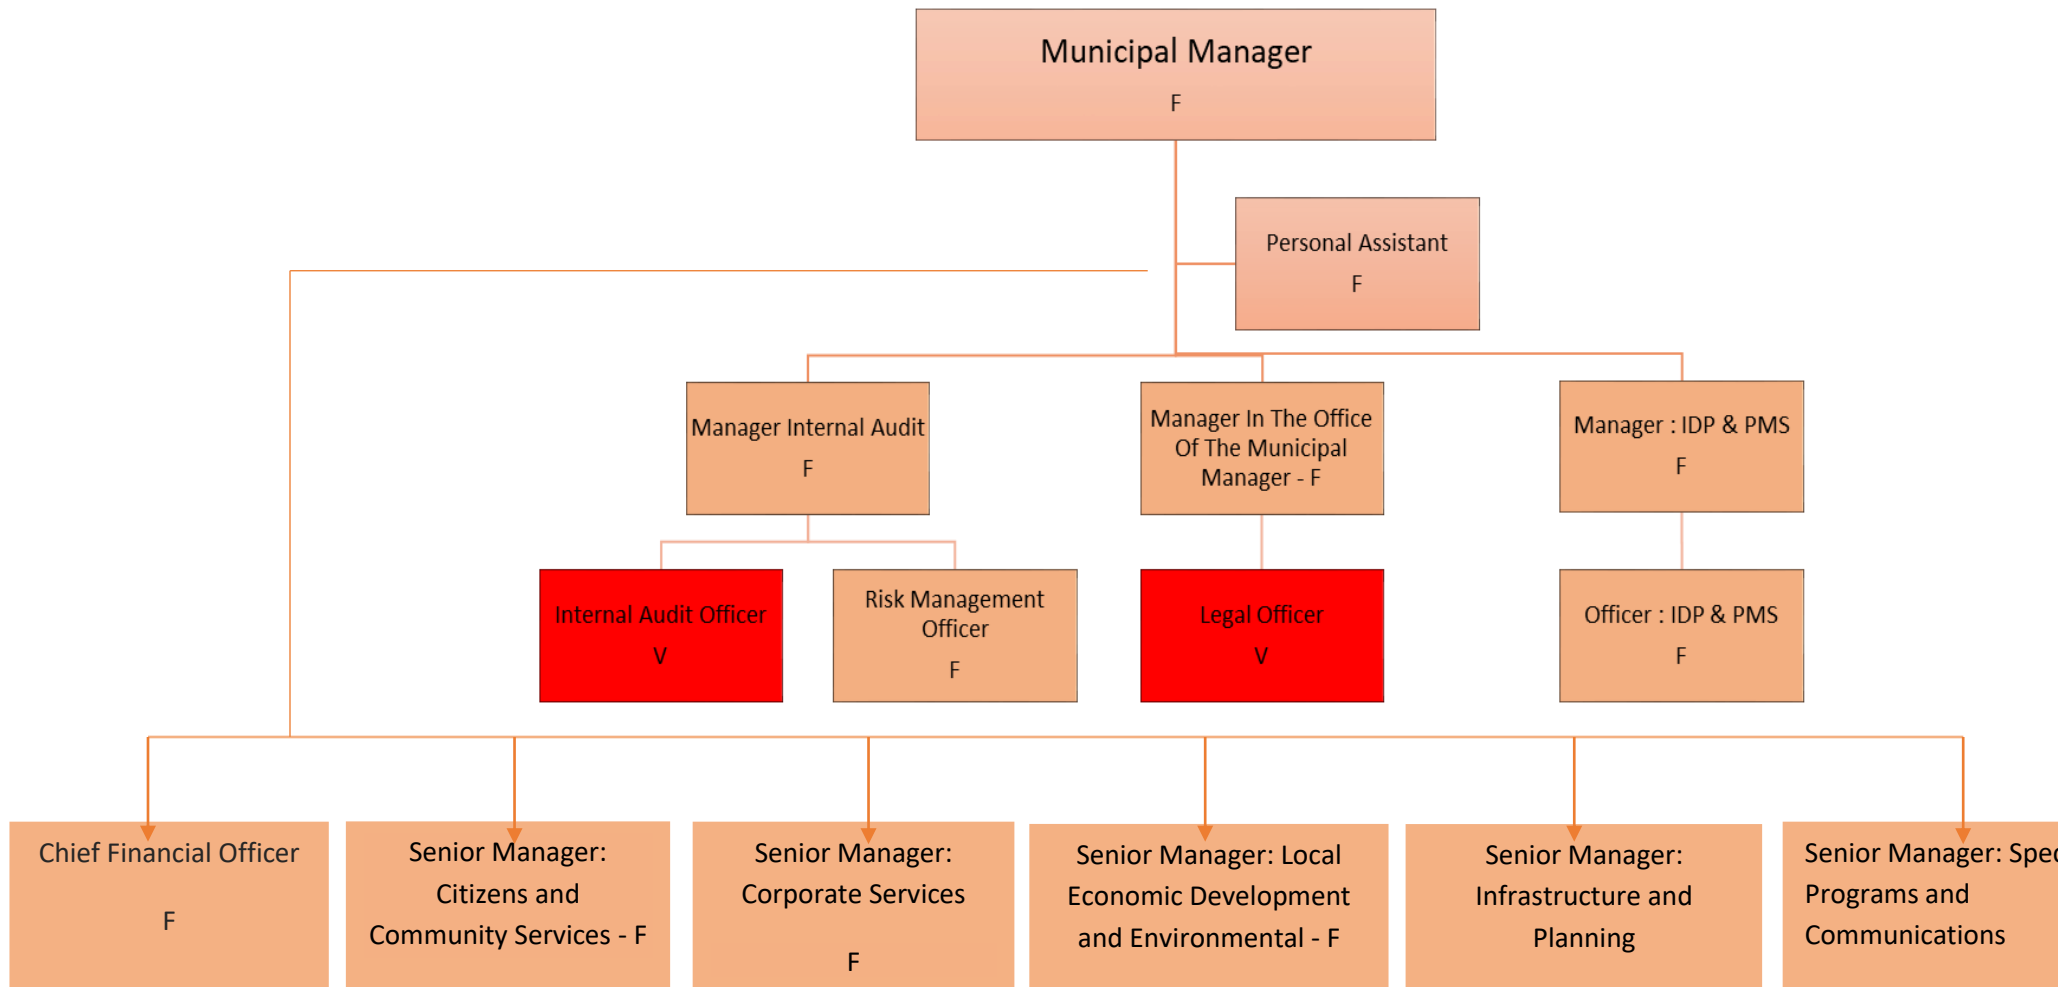 Municipal Manager
F
Personal Assistant
F
Manager Internal Audit
F
Manager In The Office
Of The Municipal
Manager - F
Manager : IDP & PMS
F
Internal Audit Officer
V
Risk Management
Officer
F
Legal Officer
V
Officer : IDP & PMS
F
Chief Financial Officer
F
Senior Manager:
Citizens and
Community Services - F
Senior Manager:
Corporate Services
F
Senior Manager: Local
Economic Development
and Environmental - F
Senior Manager:
Infrastructure and
Planning
Senior Manager:
Programs and
Communications